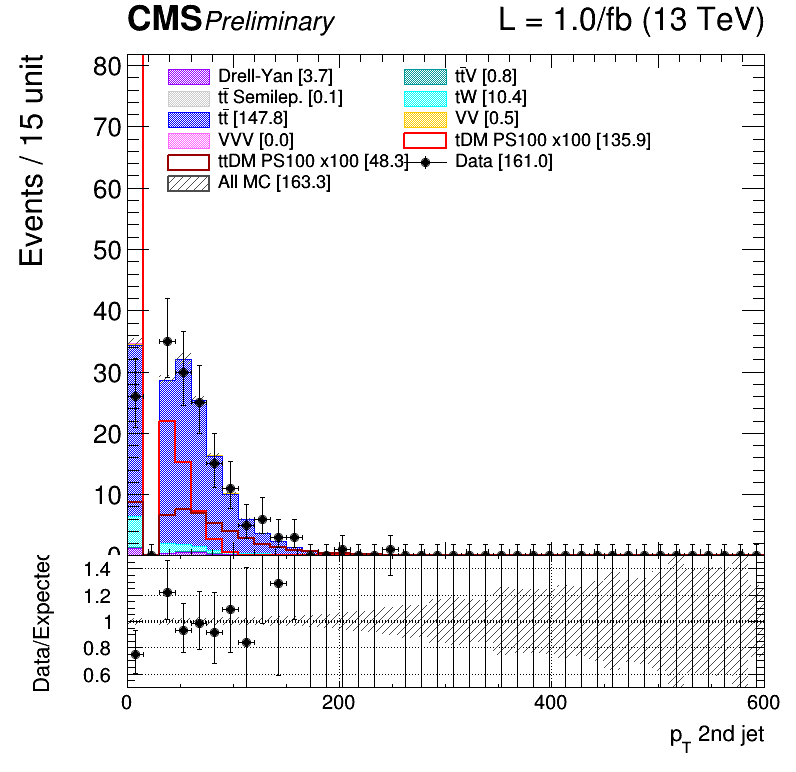 CMS Preliminary L = 1.0/fb (13 TeV)
Events / 15 unit
80
70
60
50
40
30
20
10
0
Drell-Yan [3.7]
tt̄ Semilep. [0.1]
tt̄ [147.8]
VVV [0.0]
ttDM PS100 x100 [48.3]
All MC [163.3]
tt̄V [0.8]
tW [10.4]
VV [0.5]
tDM PS100 x100 [135.9]
Data [161.0]
Data/Expected
1.4
1.2
1
0.8
0.6
0 200 400 600
p_T 2nd jet